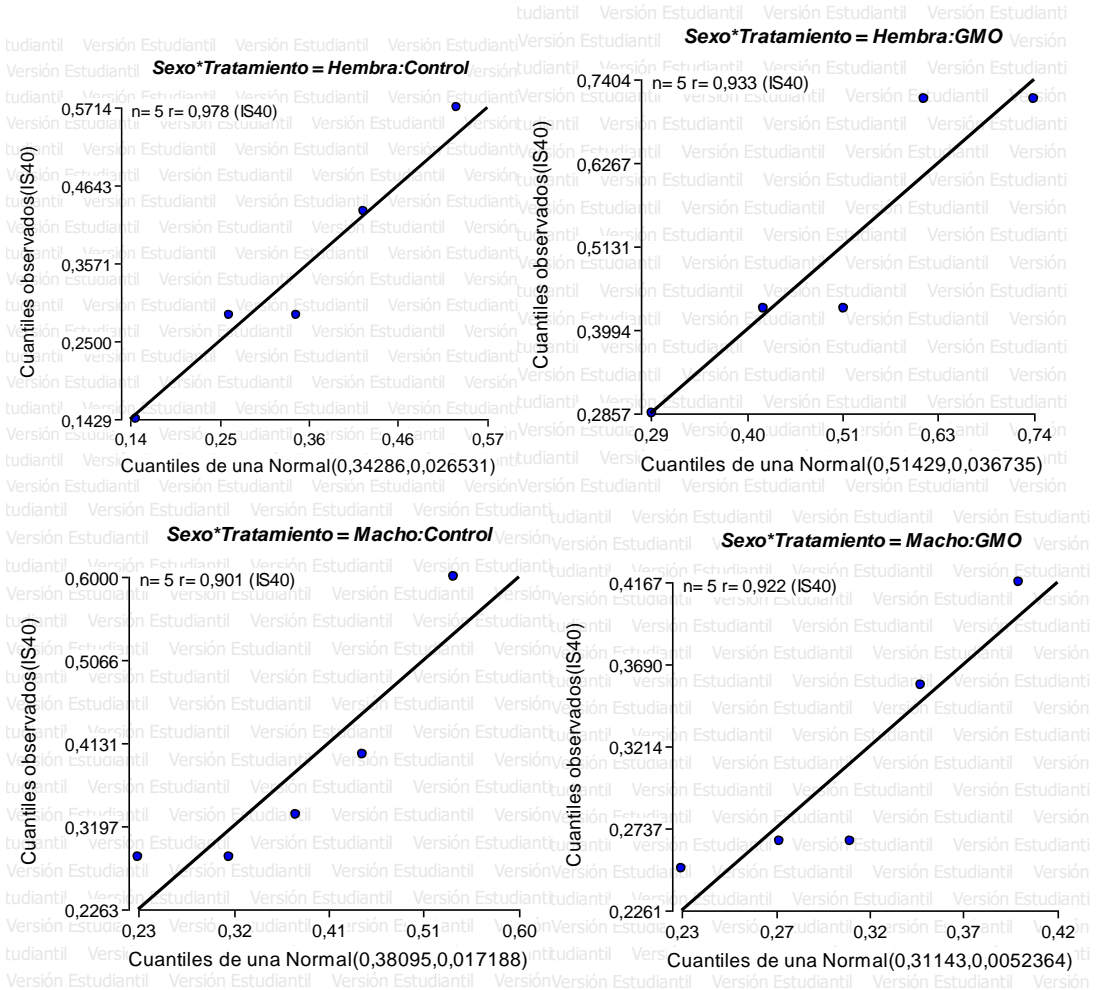 Sexo*Tratamiento = Hembra:Control
n= 5 r= 0,978 (IS40)
Cuantiles observados(IS40)
0,5714
0,4643
0,3571
0,2500
0,1429
0,14 0,25 0,36 0,46 0,57
Cuantiles de una Normal(0,34286,0,026531)
Sexo*Tratamiento = Hembra:GMO
n= 5 r= 0,933 (IS40)
Cuantiles observados(IS40)
0,7404
0,6267
0,5131
0,3994
0,2857
0,29 0,40 0,51 0,63 0,74
Cuantiles de una Normal(0,51429,0,036735)
Sexo*Tratamiento = Macho:Control
n= 5 r= 0,901 (IS40)
Cuantiles observados(IS40)
0,6000
0,5066
0,4131
0,3197
0,2263
0,23 0,32 0,41 0,51 0,60
Cuantiles de una Normal(0,38095,0,017188)
Sexo*Tratamiento = Macho:GMO
n= 5 r= 0,922 (IS40)
Cuantiles observados(IS40)
0,4167
0,3690
0,3214
0,2737
0,2261
0,23 0,27 0,32 0,37 0,42
Cuantiles de una Normal(0,31143,0,0052364)
Versión Estudiantil